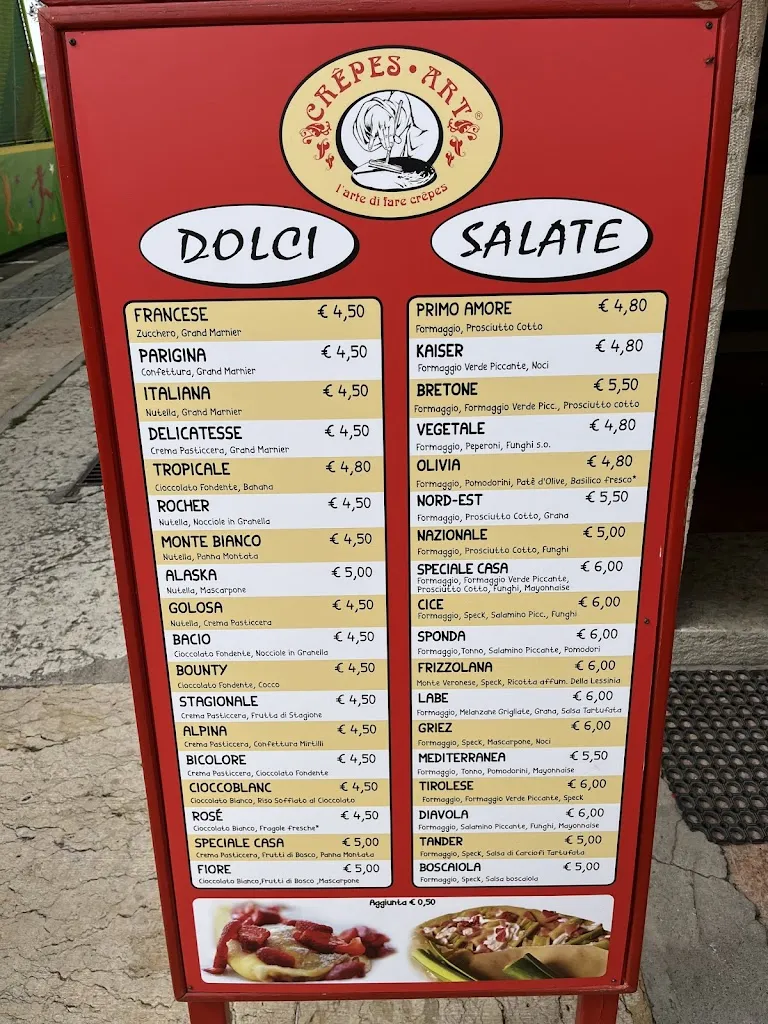 CRÊPES • ART®
l'arte di fare crêpes
DOLCI
FRANCESE € 4,50
Zucchero, Grand Marnier
PARIGINA € 4,50
Confettura, Grand Marnier
ITALIANA € 4,50
Nutella, Grand Marnier
DELICATESSE € 4,50
Crema Pasticcera, Grand Marnier
TROPICALE € 4,80
Cioccolato Fondente, Banana
ROCHER € 4,50
Nutella, Nocciole in Granella
MONTE BIANCO € 4,50
Nutella, Panna Montata
ALASKA € 5,00
Nutella, Mascarpone
GOLOSA € 4,50
Nutella, Crema Pasticcera
BACIO € 4,50
Cioccolato Fondente, Nocciole in Granella
BOUNTY € 4,50
Cioccolato Fondente, Cocco
STAGIONALE € 4,50
Crema Pasticcera, Frutta di Stagione
ALPINA € 4,50
Crema Pasticcera, Confettura Mirtilli
BICOLORE € 4,50
Crema Pasticcera, Cioccolato Fondente
CIOCCOBLANC € 4,50
Cioccolato Bianco, Riso Soffiato al Cioccolato
ROSÉ € 4,50
Cioccolato Bianco, Fragole fresche*
SPECIALE CASA € 5,00
Crema Pasticcera, Frutti di Bosco, Panna Montata
FIORE € 5,00
Cioccolato Bianco,Frutti di Bosco ,Mascarpone
SALATE
PRIMO AMORE € 4,80
Formaggio, Prosciutto Cotto
KAISER € 4,80
Formaggio Verde Piccante, Noci
BRETONE € 5,50
Formaggio, Formaggio Verde Picc., Prosciutto cotto
VEGETALE € 4,80
Formaggio, Peperoni, Funghi s.o.
OLIVIA € 4,80
Formaggio, Pomodorini, Patê d'Olive, Basilico fresco*
NORD-EST € 5,50
Formaggio, Prosciutto Cotto, Grana
NAZIONALE € 5,00
Formaggio, Prosciutto Cotto, Funghi
SPECIALE CASA € 6,00
Formaggio, Formaggio Verde Piccante,
Prosciutto Cotto, Funghi, Mayonnaise
CICE € 6,00
Formaggio, Speck, Salamino Picc., Funghi
SPONDA € 6,00
Formaggio,Tonno, Salamino Piccante, Pomodori
FRIZZOLANA € 6,00
Monte Veronese, Speck, Ricotta affum. Della Lessinia
LABE € 6,00
Formaggio, Melanzane Grigliate, Grana, Salsa Tartufata
GRIEZ € 6,00
Formaggio, Speck, Mascarpone, Noci
MEDITERRANEA € 5,50
Formaggio, Tonno, Pomodorini, Mayonnaise
TIROLESE € 6,00
Formaggio, Formaggio Verde Piccante, Speck
DIAVOLA € 6,00
Formaggio, Salamino Piccante, Funghi, Mayonnaise
TANDER € 5,00
Formaggio, Speck, Salsa di Carciofi Tartufata
BOSCAIOLA € 5,00
Formaggio, Speck, Salsa boscaiola
Aggiunta € 0,50